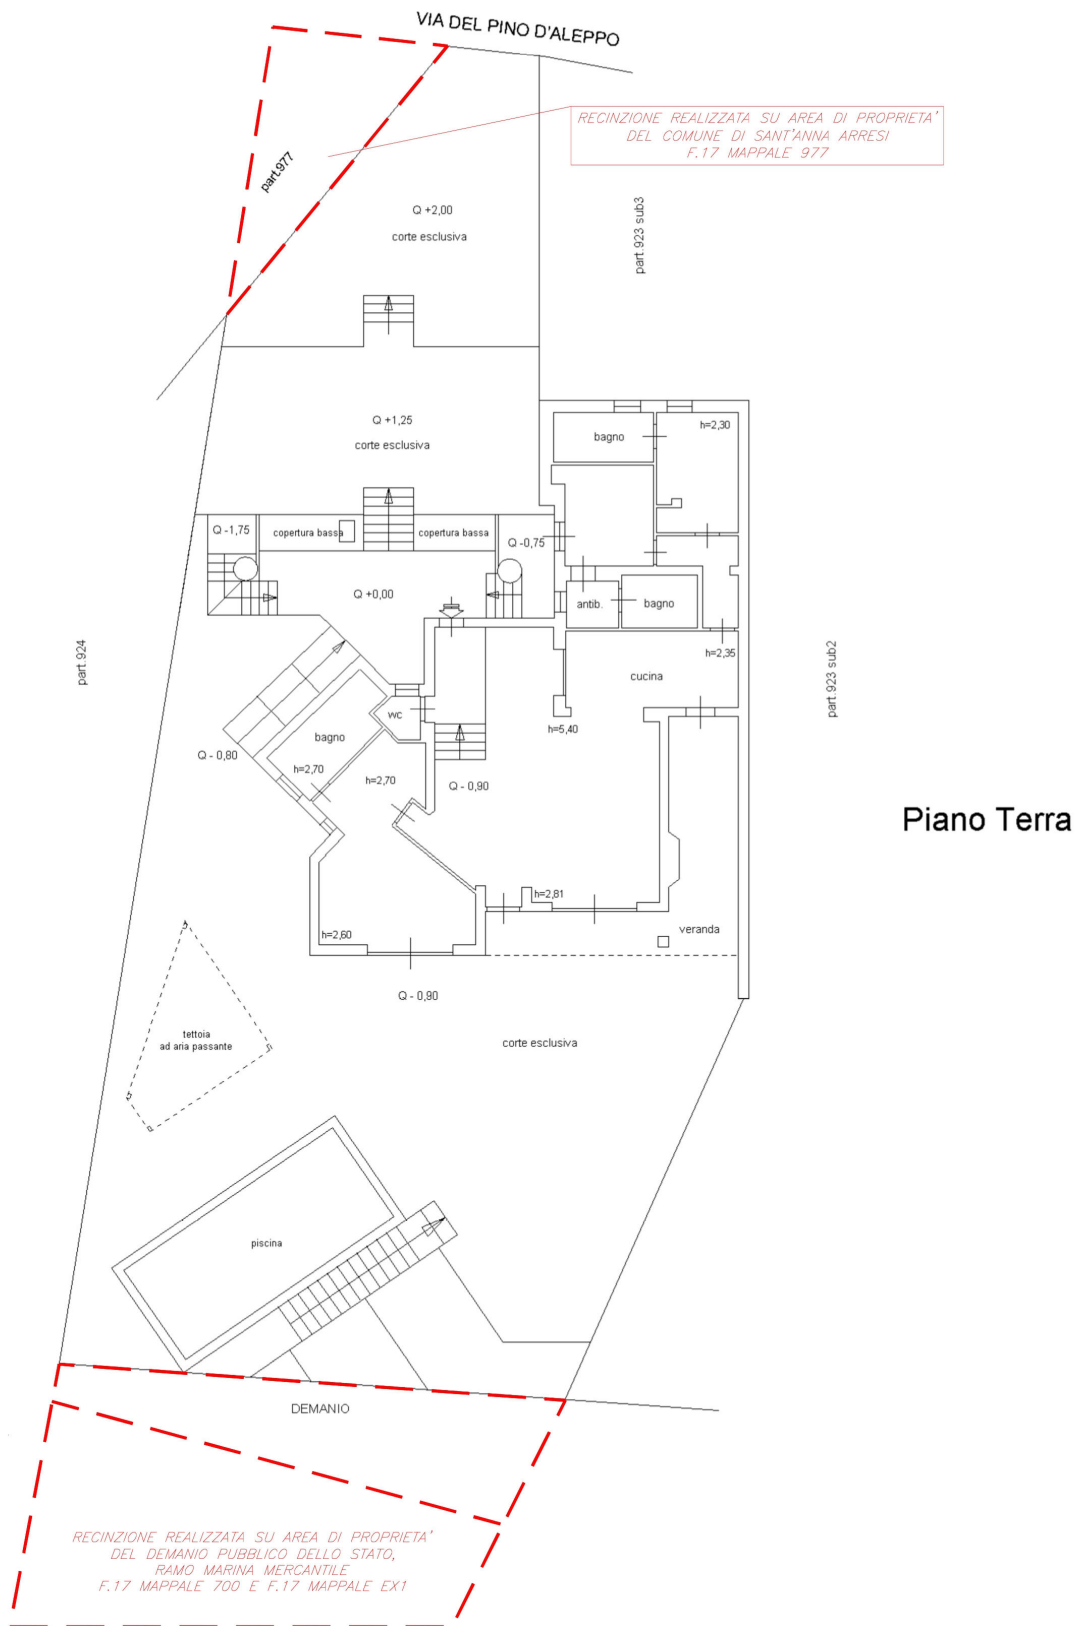 VIA DEL PINO D'ALEPPO
RECINZIONE REALIZZATA SU AREA DI PROPRIETA'
DEL COMUNE DI SANT'ANNA ARRESI
F.17 MAPPALE 977
part.977
Q +2,00
corte esclusiva
part.923 sub3
Q +1,25
corte esclusiva
bagno
h=2,30
Q -1,75
copertura bassa
copertura bassa
Q -0,75
Q +0,00
antib.
bagno
part.924
h=2,35
cucina
part.923 sub2
wc
bagno
h=5,40
Q - 0,80
h=2,70
h=2,70
Q - 0,90
Piano Terra
h=2,81
h=2,60
veranda
Q - 0,90
tettoia
ad aria passante
corte esclusiva
piscina
DEMANIO
RECINZIONE REALIZZATA SU AREA DI PROPRIETA'
DEL DEMANIO PUBBLICO DELLO STATO,
RAMO MARINA MERCANTILE
F.17 MAPPALE 700 E F.17 MAPPALE EX1